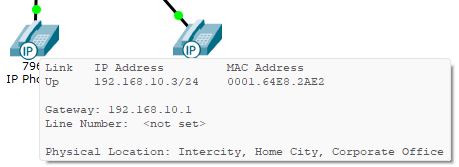 IP
IP
796
IP Pho
Link IP Address MAC Address
Up 192.168.10.3/24 0001.64E8.2AE2
Gateway: 192.168.10.1
Line Number: <not set>
Physical Location: Intercity, Home City, Corporate Office